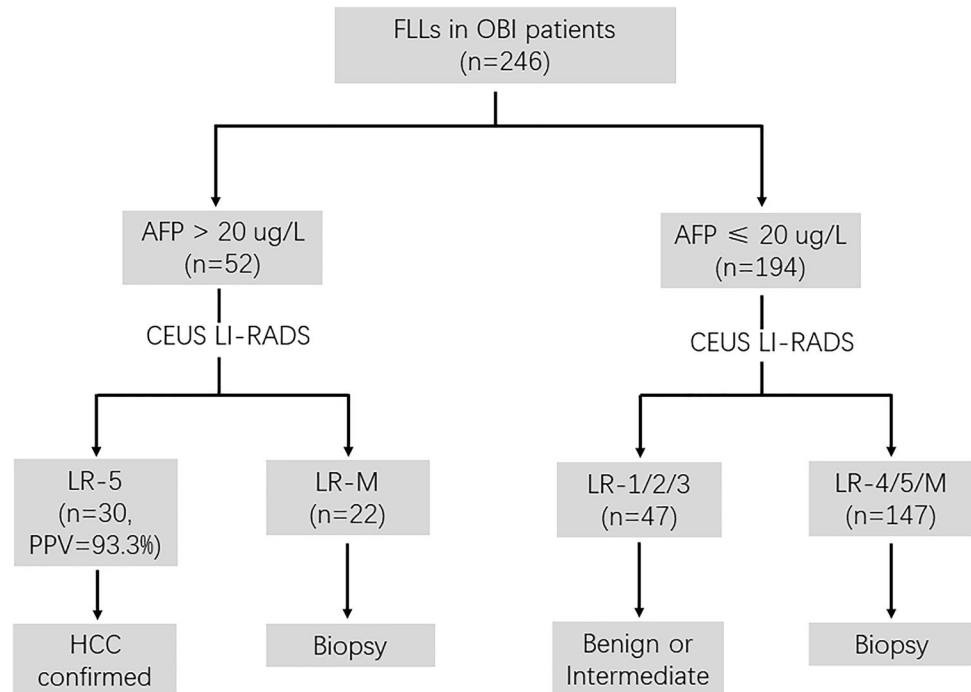 FLLs in OBI patients
(n=246)
AFP > 20 ug/L
(n=52)
AFP ≤ 20 ug/L
(n=194)
CEUS LI-RADS
CEUS LI-RADS
LR-5
(n=30,
PPV=93.3%)
LR-M
(n=22)
LR-1/2/3
(n=47)
LR-4/5/M
(n=147)
HCC
confirmed
Biopsy
Benign or
Intermediate
Biopsy